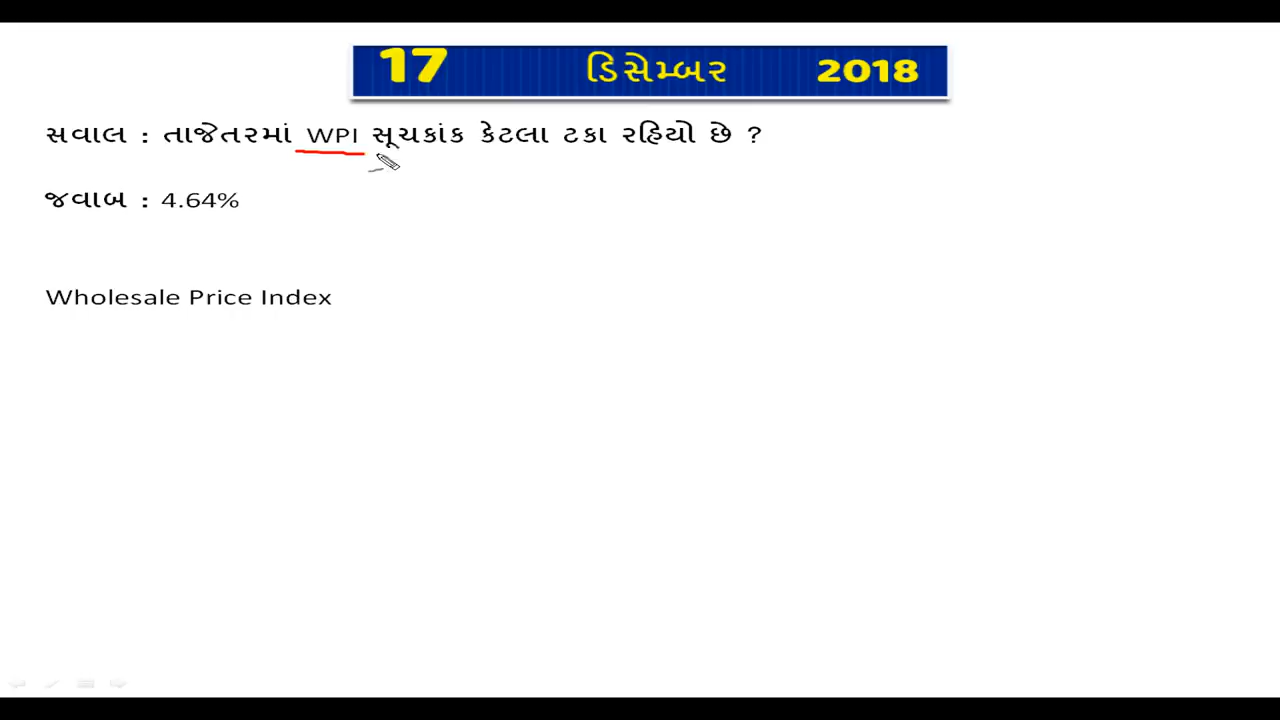 17 ડિસેમ્બર 2018
સવાલ : તાજેતરમાં WPI સૂચકાંક કેટલા ટકા રહિયો છે ?
જવાબ : 4.64%
Wholesale Price Index